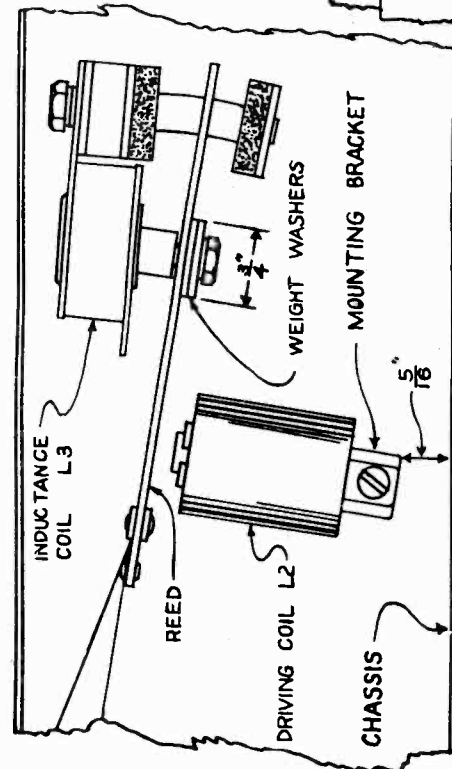 INDUCTANCE
COIL L3
REED
DRIVING COIL L2
CHASSIS
WEIGHT WASHERS
3/4"
MOUNTING BRACKET
5/16"